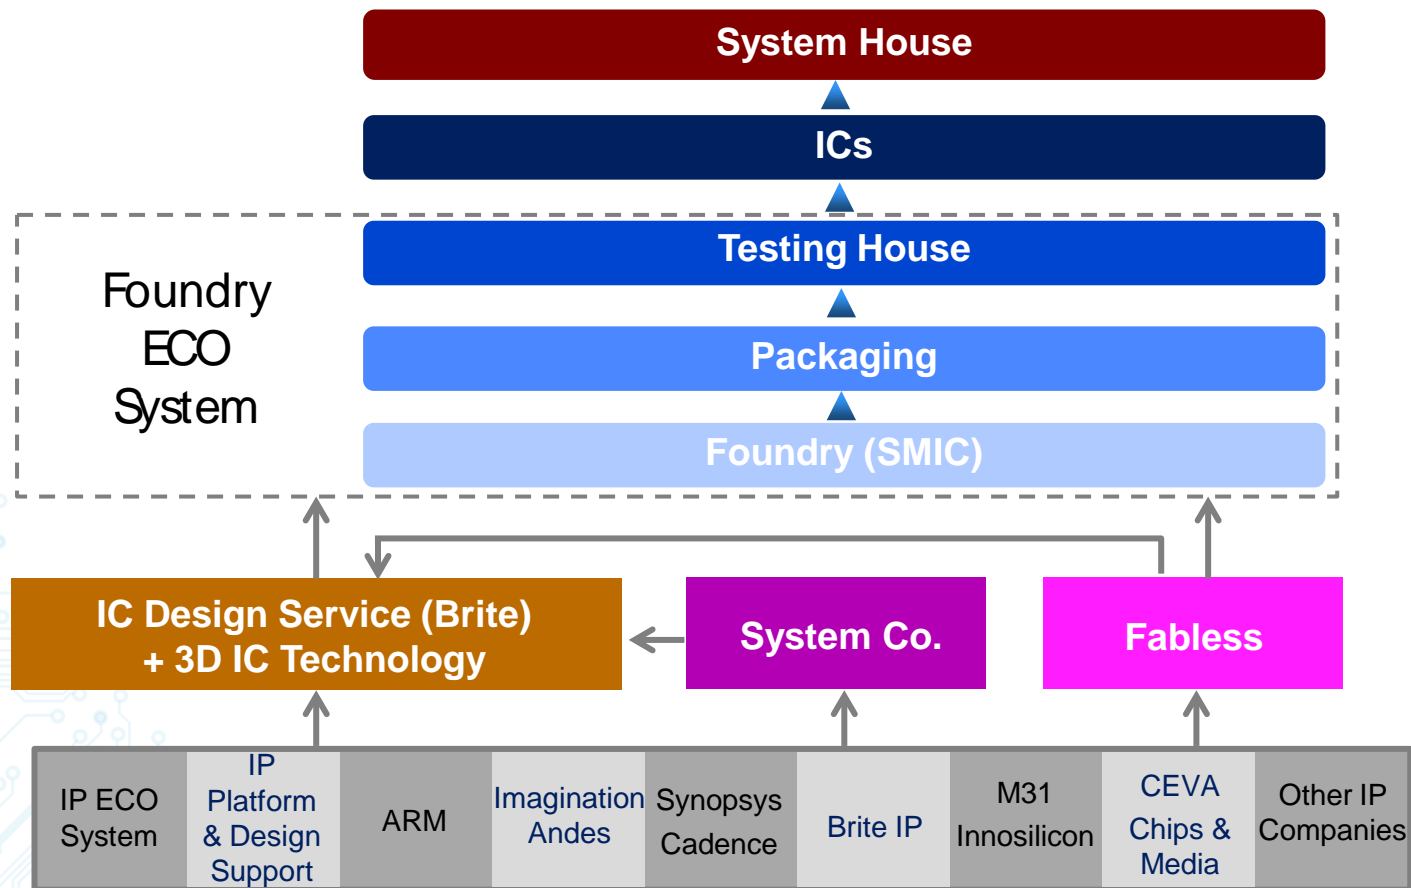 System House
ICs
Testing House
Foundry
ECO
System
Packaging
Foundry (SMIC)
IC Design Service (Brite)
+ 3D IC Technology
System Co.
Fabless
IP ECO
System
IP
Platform
& Design
Support
ARM
Imagination
Andes
Synopsys
Cadence
Brite IP
M31
Innosilicon
CEVA
Chips &
Media
Other IP
Companies